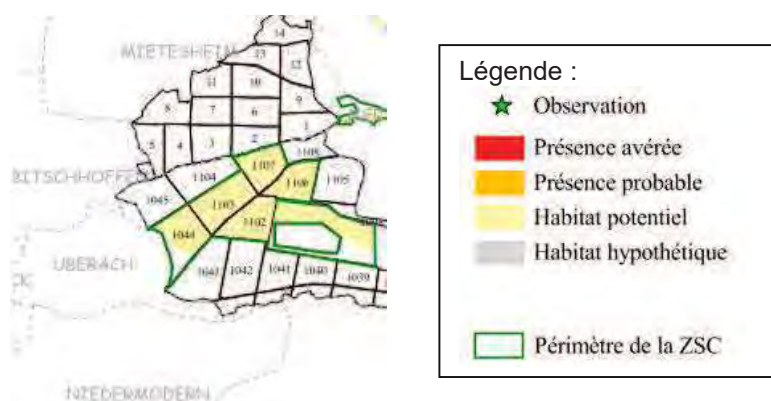 14
MIETESHEIM
13
12
11
10
9
8
7
6
1
5
4
3
2
1107
1108
BITSCHHOFFEN
1104
1106
1105
1045
1103
1102
1044
UBERACH
1043
1042
1041
1040
1039
NIEDERMODERN
Légende :
Observation
Présence avérée
Présence probable
Habitat potentiel
Habitat hypothétique
Périmètre de la ZSC